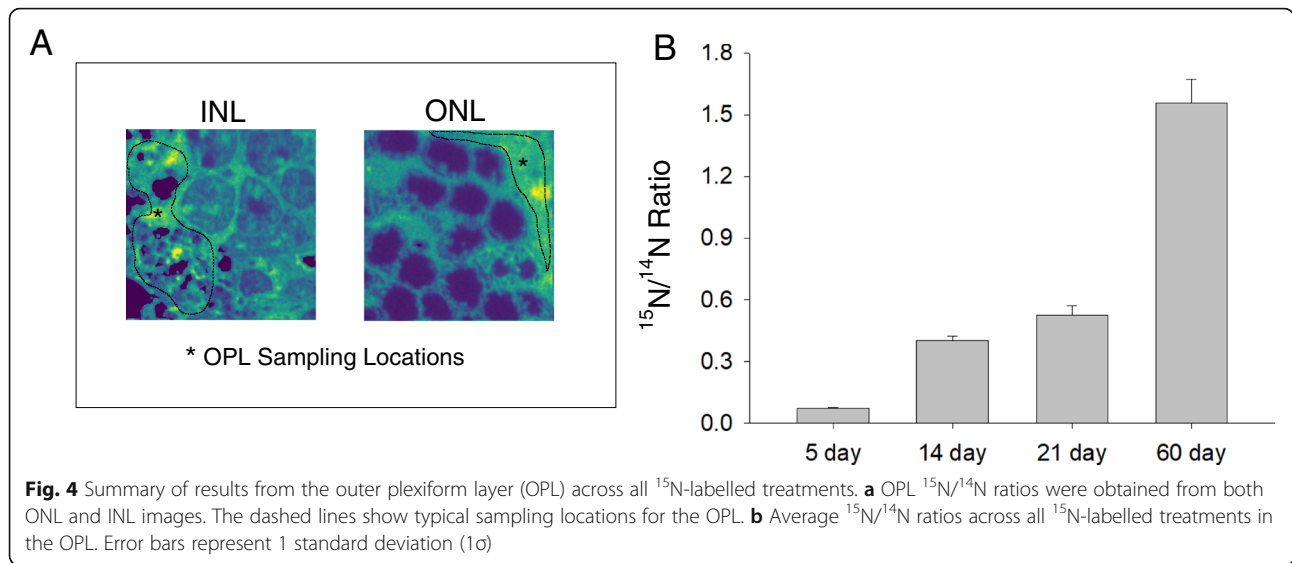 A
INL
ONL
*
*
* OPL Sampling Locations
B
¹⁵N/¹⁴N Ratio
1.8
1.5
1.2
0.9
0.6
0.3
0.0
5 day
14 day
21 day
60 day
Fig. 4 Summary of results from the outer plexiform layer (OPL) across all ¹⁵N-labelled treatments. a OPL ¹⁵N/¹⁴N ratios were obtained from both
ONL and INL images. The dashed lines show typical sampling locations for the OPL. b Average ¹⁵N/¹⁴N ratios across all ¹⁵N-labelled treatments in
the OPL. Error bars represent 1 standard deviation (1σ)